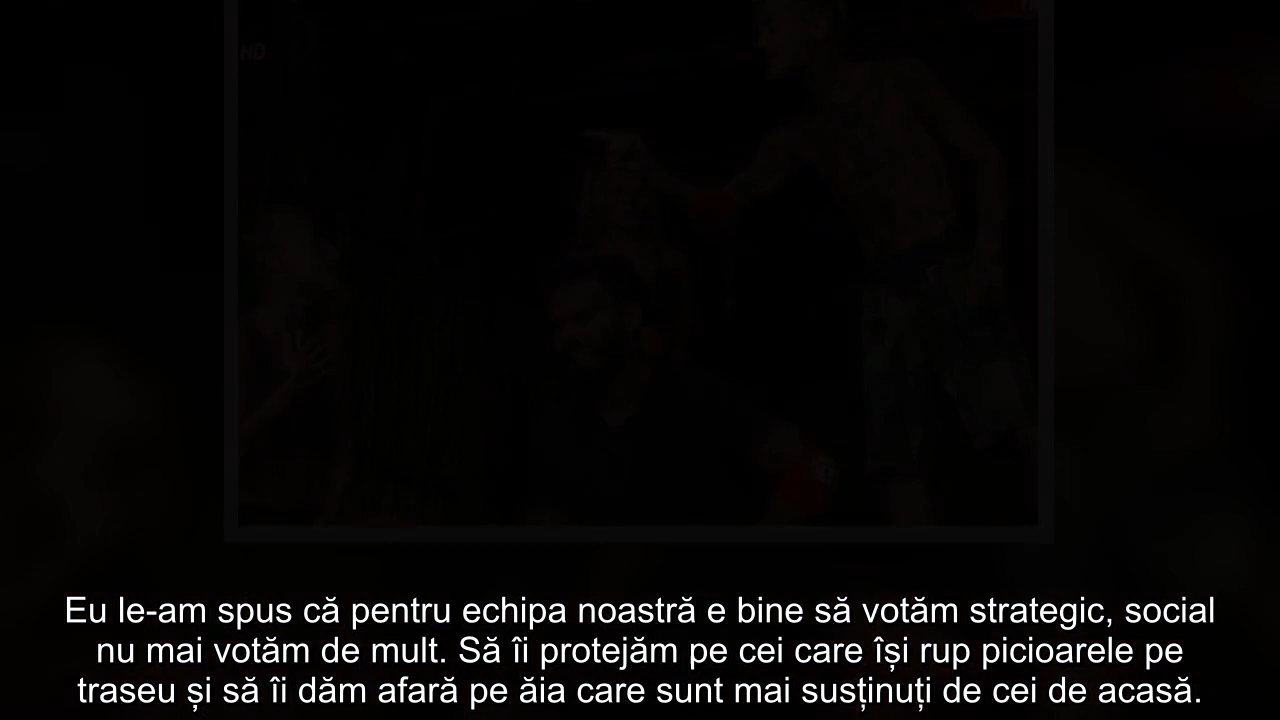 HD
Eu le-am spus că pentru echipa noastră e bine să votăm strategic, social
nu mai votăm de mult. Să îi protejăm pe cei care își rup picioarele pe
traseu și să îi dăm afară pe ăia care sunt mai susținuți de cei de acasă.